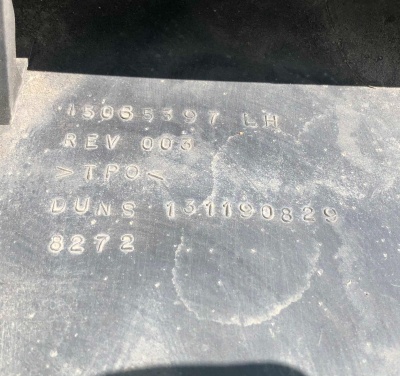 15065397 LH
REV 003
>TPO<
DUNS 131190829
8272